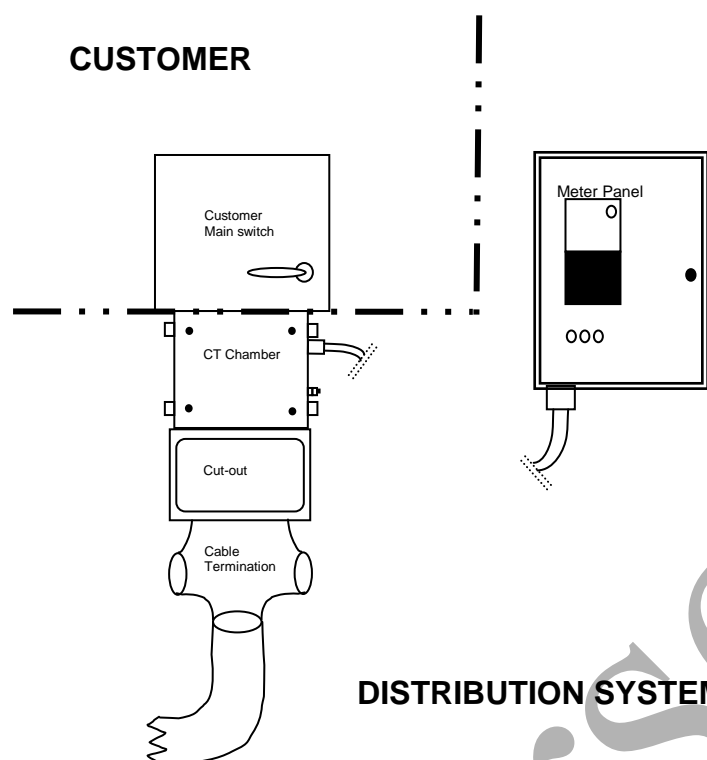 CUSTOMER
Customer
Main switch
Meter Panel
CT Chamber
Cut-out
Cable
Termination
DISTRIBUTION SYSTEM